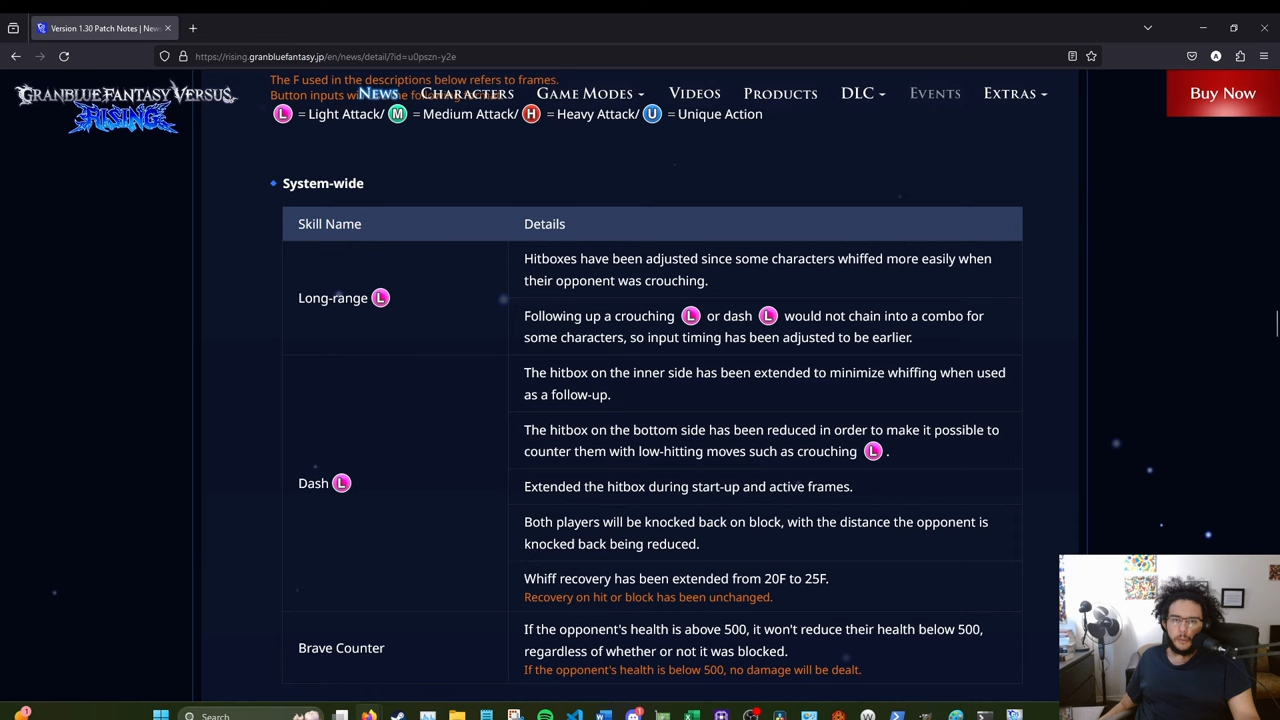 Version 1.30 Patch Notes | New
https://rising.granbluefantasy.jp/en/news/detail/?id=u0pszn-y2e
GRANBLUE FANTASY VERSUS
RISING
NEWS
CHARACTERS
GAME MODES
VIDEOS
PRODUCTS
DLC
EVENTS
EXTRAS
Buy Now
The F used in the descriptions below refers to frames.
Button inputs wi
L = Light Attack/ M = Medium Attack/ H = Heavy Attack/ U = Unique Action
System-wide
Skill Name
Details
Long-range L
Hitboxes have been adjusted since some characters whiffed more easily when
their opponent was crouching.
Following up a crouching L or dash L would not chain into a combo for
some characters, so input timing has been adjusted to be earlier.
Dash L
The hitbox on the inner side has been extended to minimize whiffing when used
as a follow-up.
The hitbox on the bottom side has been reduced in order to make it possible to
counter them with low-hitting moves such as crouching L .
Extended the hitbox during start-up and active frames.
Both players will be knocked back on block, with the distance the opponent is
knocked back being reduced.
Whiff recovery has been extended from 20F to 25F.
Recovery on hit or block has been unchanged.
Brave Counter
If the opponent's health is above 500, it won't reduce their health below 500,
regardless of whether or not it was blocked.
If the opponent's health is below 500, no damage will be dealt.
Search